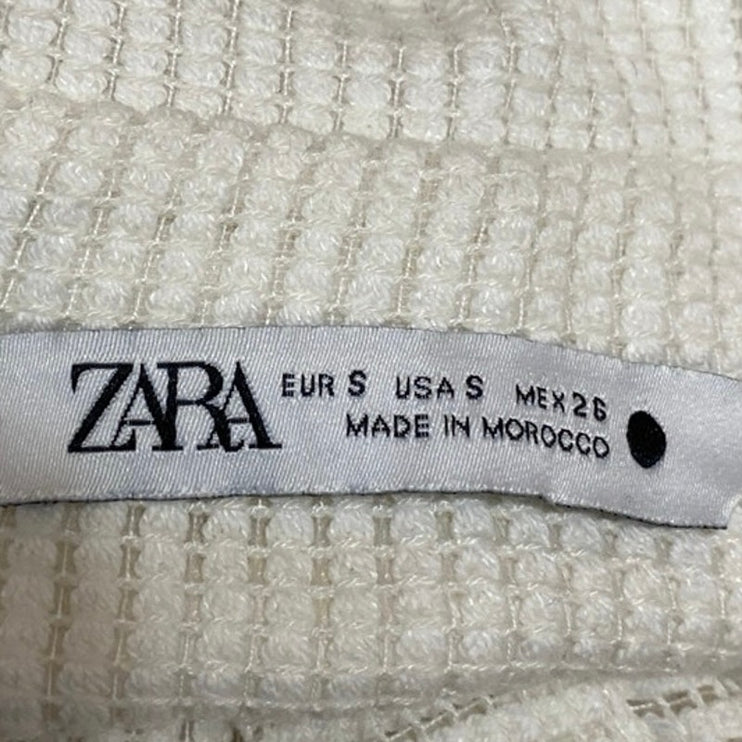 ZARA EUR S USA S MEX 26
MADE IN MOROCCO